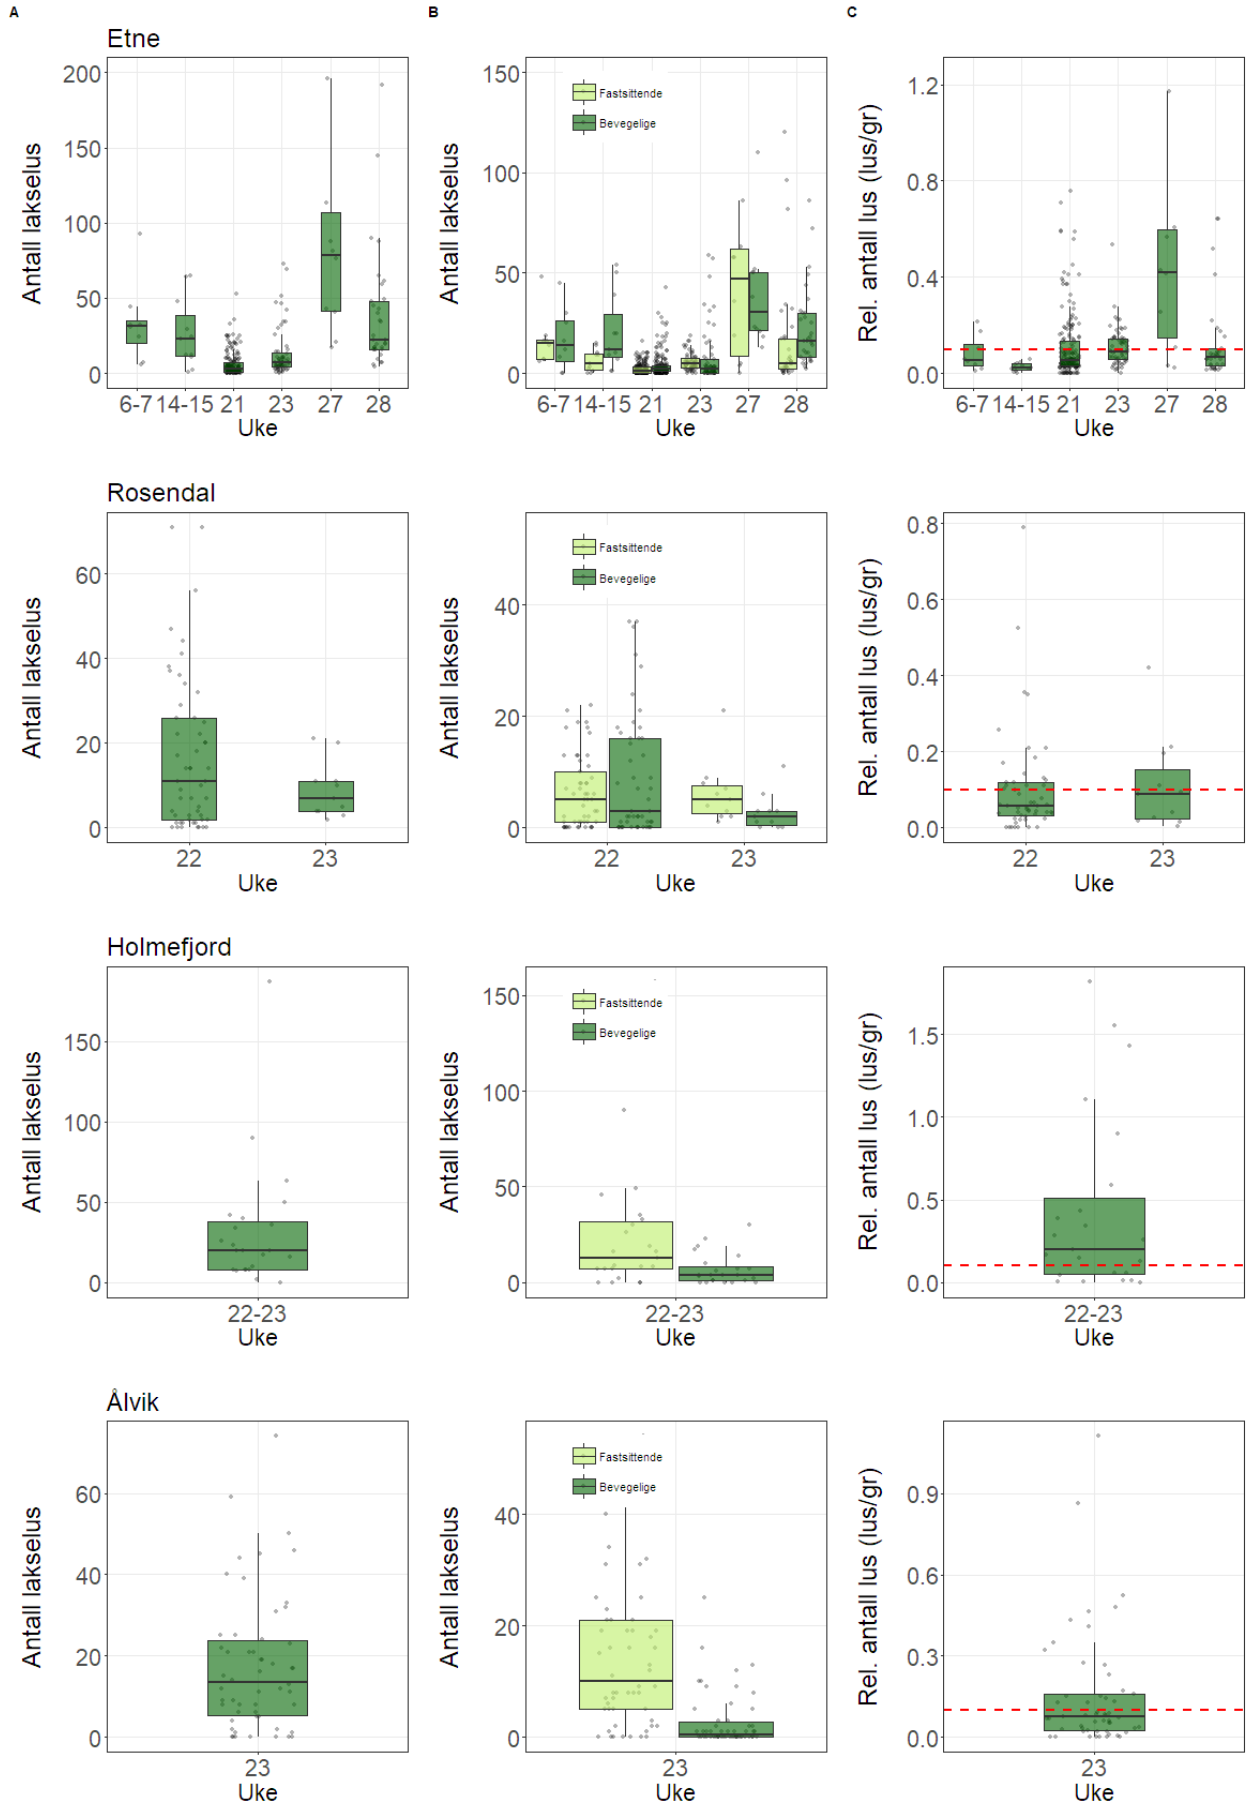 A
B
C
Etne
Antall lakselus
200
150
100
50
0
6-7 14-15 21 23 27 28
Uke
Antall lakselus
150
100
50
0
Fastsittende
Bevegelige
6-7 14-15 21 23 27 28
Uke
Rel. antall lus (lus/gr)
1.2
0.8
0.4
0.0
6-7 14-15 21 23 27 28
Uke
Rosendal
Antall lakselus
60
40
20
0
22 23
Uke
Antall lakselus
40
20
0
Fastsittende
Bevegelige
22 23
Uke
Rel. antall lus (lus/gr)
0.8
0.6
0.4
0.2
0.0
22 23
Uke
Holmefjord
Antall lakselus
150
100
50
0
22-23
Uke
Antall lakselus
150
100
50
0
Fastsittende
Bevegelige
22-23
Uke
Rel. antall lus (lus/gr)
1.5
1.0
0.5
0.0
22-23
Uke
Ålvik
Antall lakselus
60
40
20
0
23
Uke
Antall lakselus
40
20
0
Fastsittende
Bevegelige
23
Uke
Rel. antall lus (lus/gr)
0.9
0.6
0.3
0.0
23
Uke